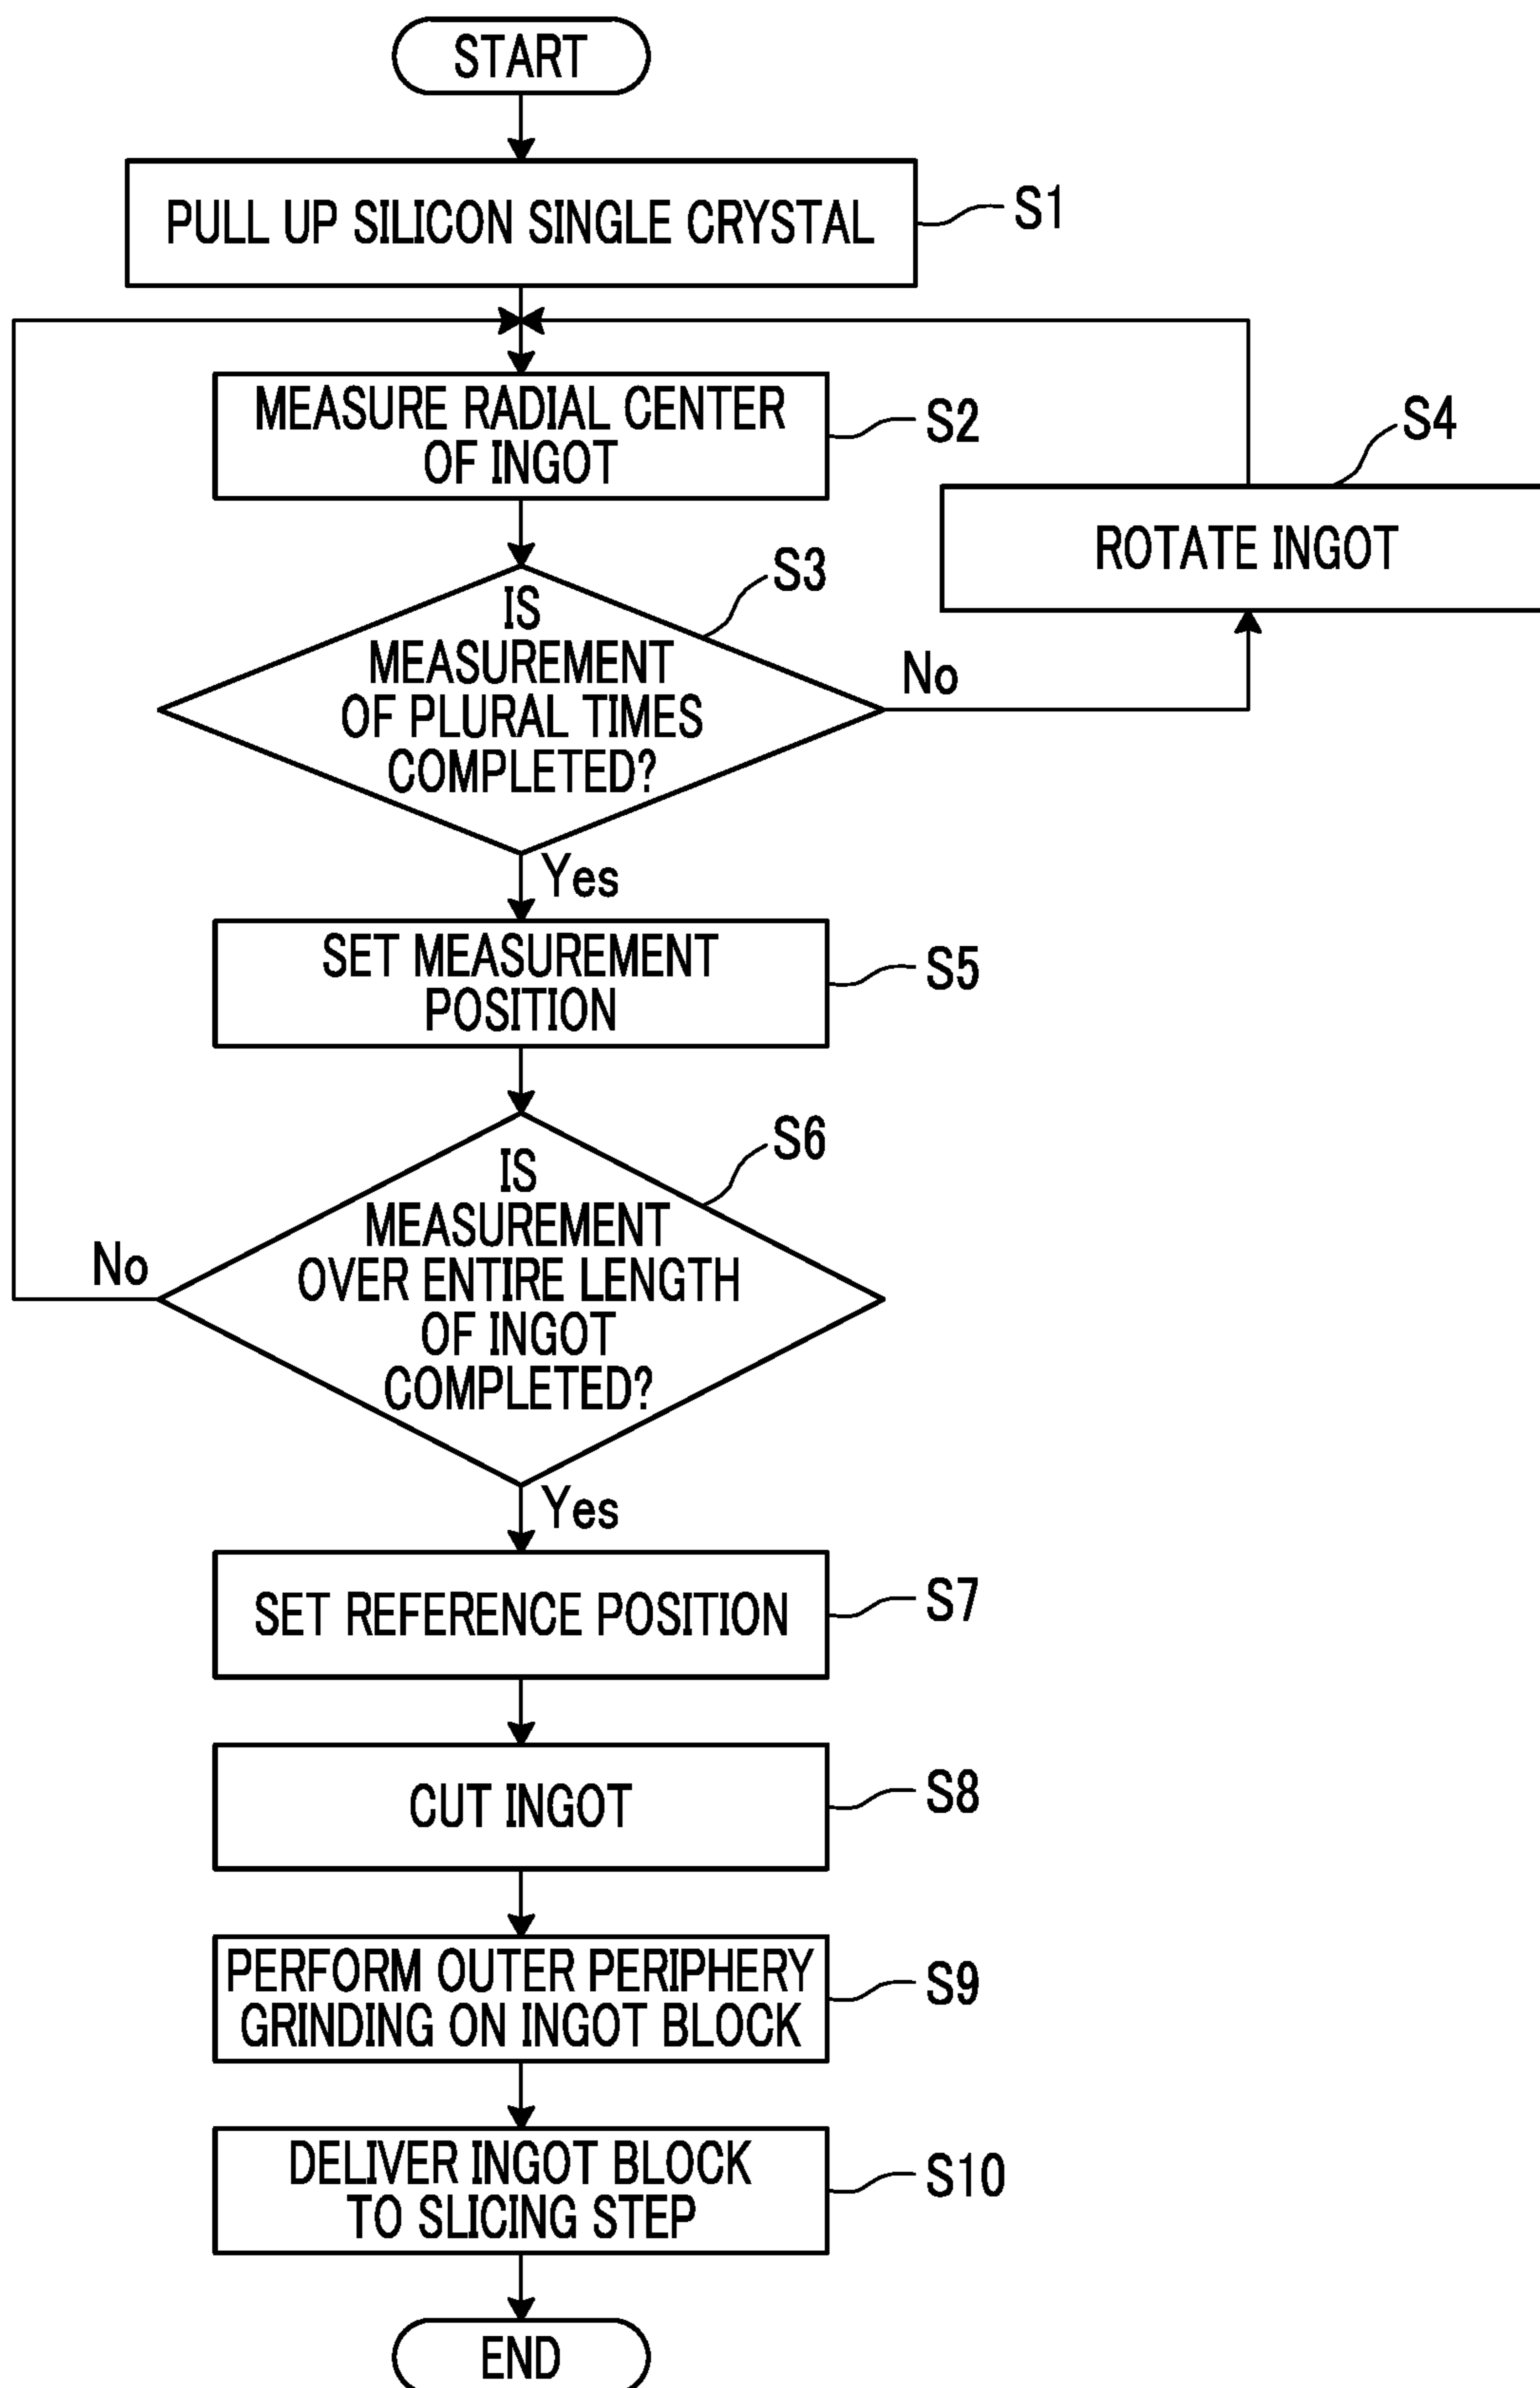 START
PULL UP SILICON SINGLE CRYSTAL
S1
MEASURE RADIAL CENTER
OF INGOT
S2
S4
ROTATE INGOT
S3
IS
MEASUREMENT
OF PLURAL TIMES
COMPLETED?
No
Yes
SET MEASUREMENT
POSITION
S5
S6
IS
MEASUREMENT
OVER ENTIRE LENGTH
OF INGOT
COMPLETED?
No
Yes
SET REFERENCE POSITION
S7
CUT INGOT
S8
PERFORM OUTER PERIPHERY
GRINDING ON INGOT BLOCK
S9
DELIVER INGOT BLOCK
TO SLICING STEP
S10
END